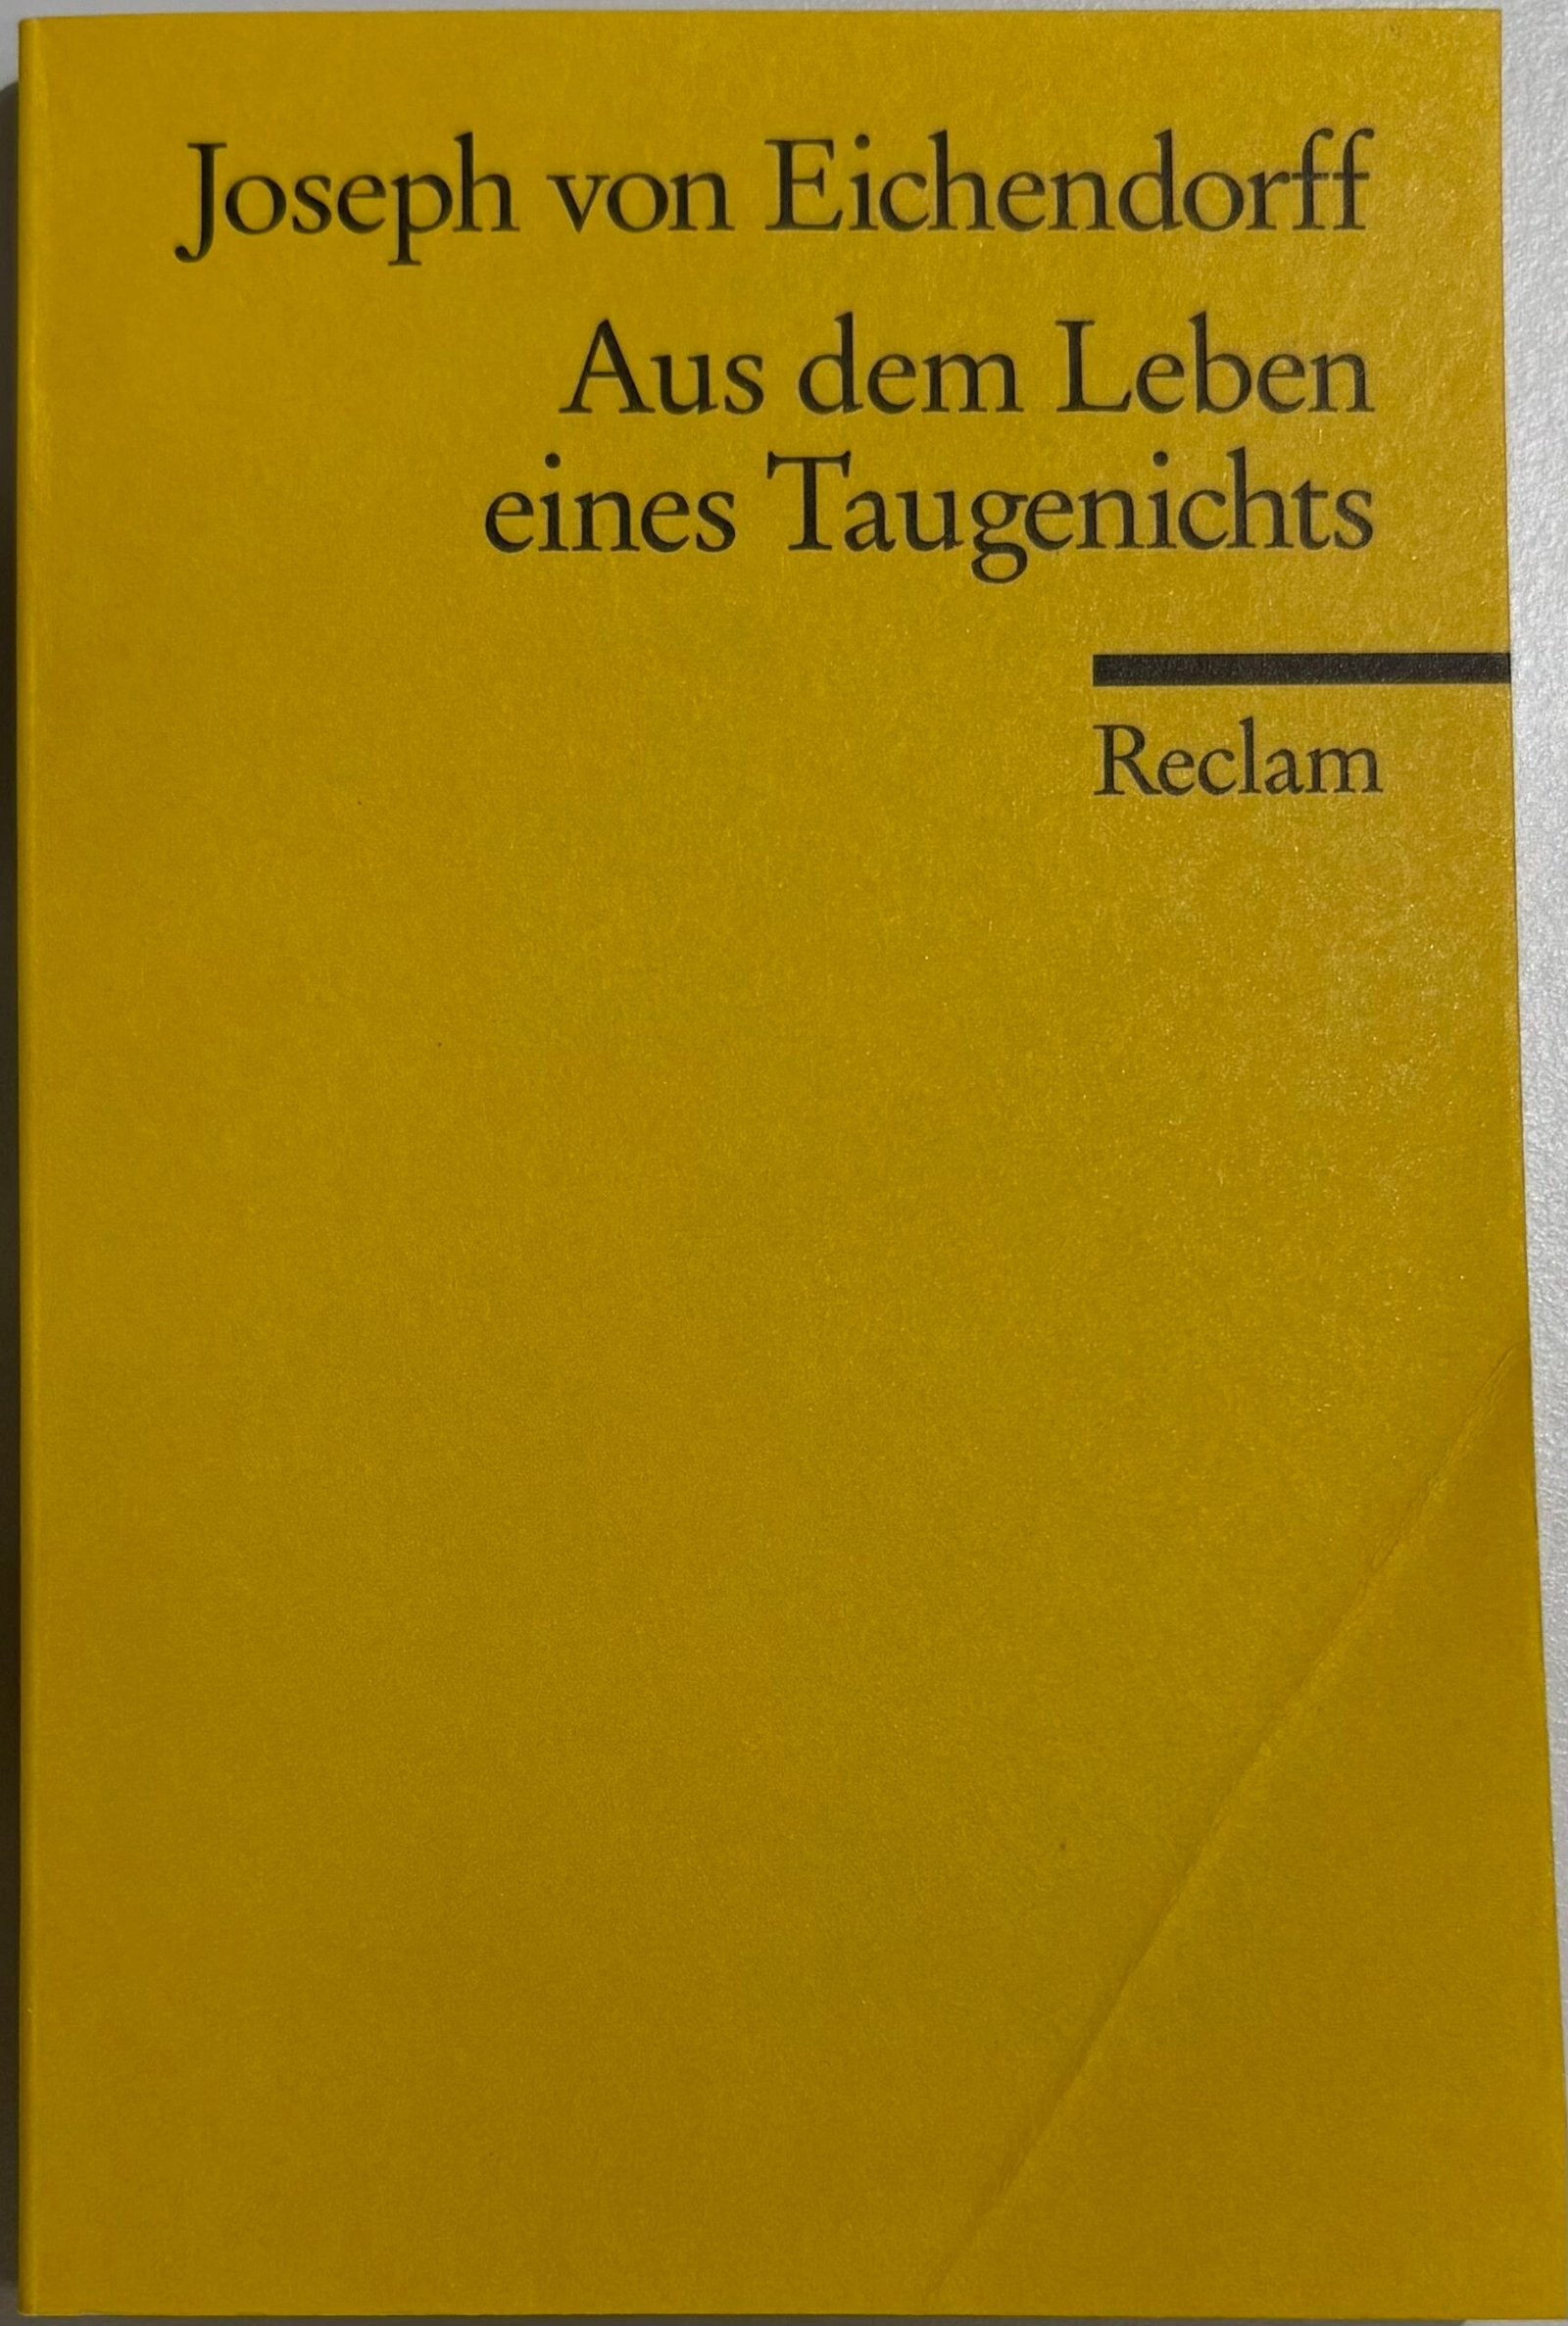 Joseph von Eichendorff
Aus dem Leben
eines Taugenichts
Reclam